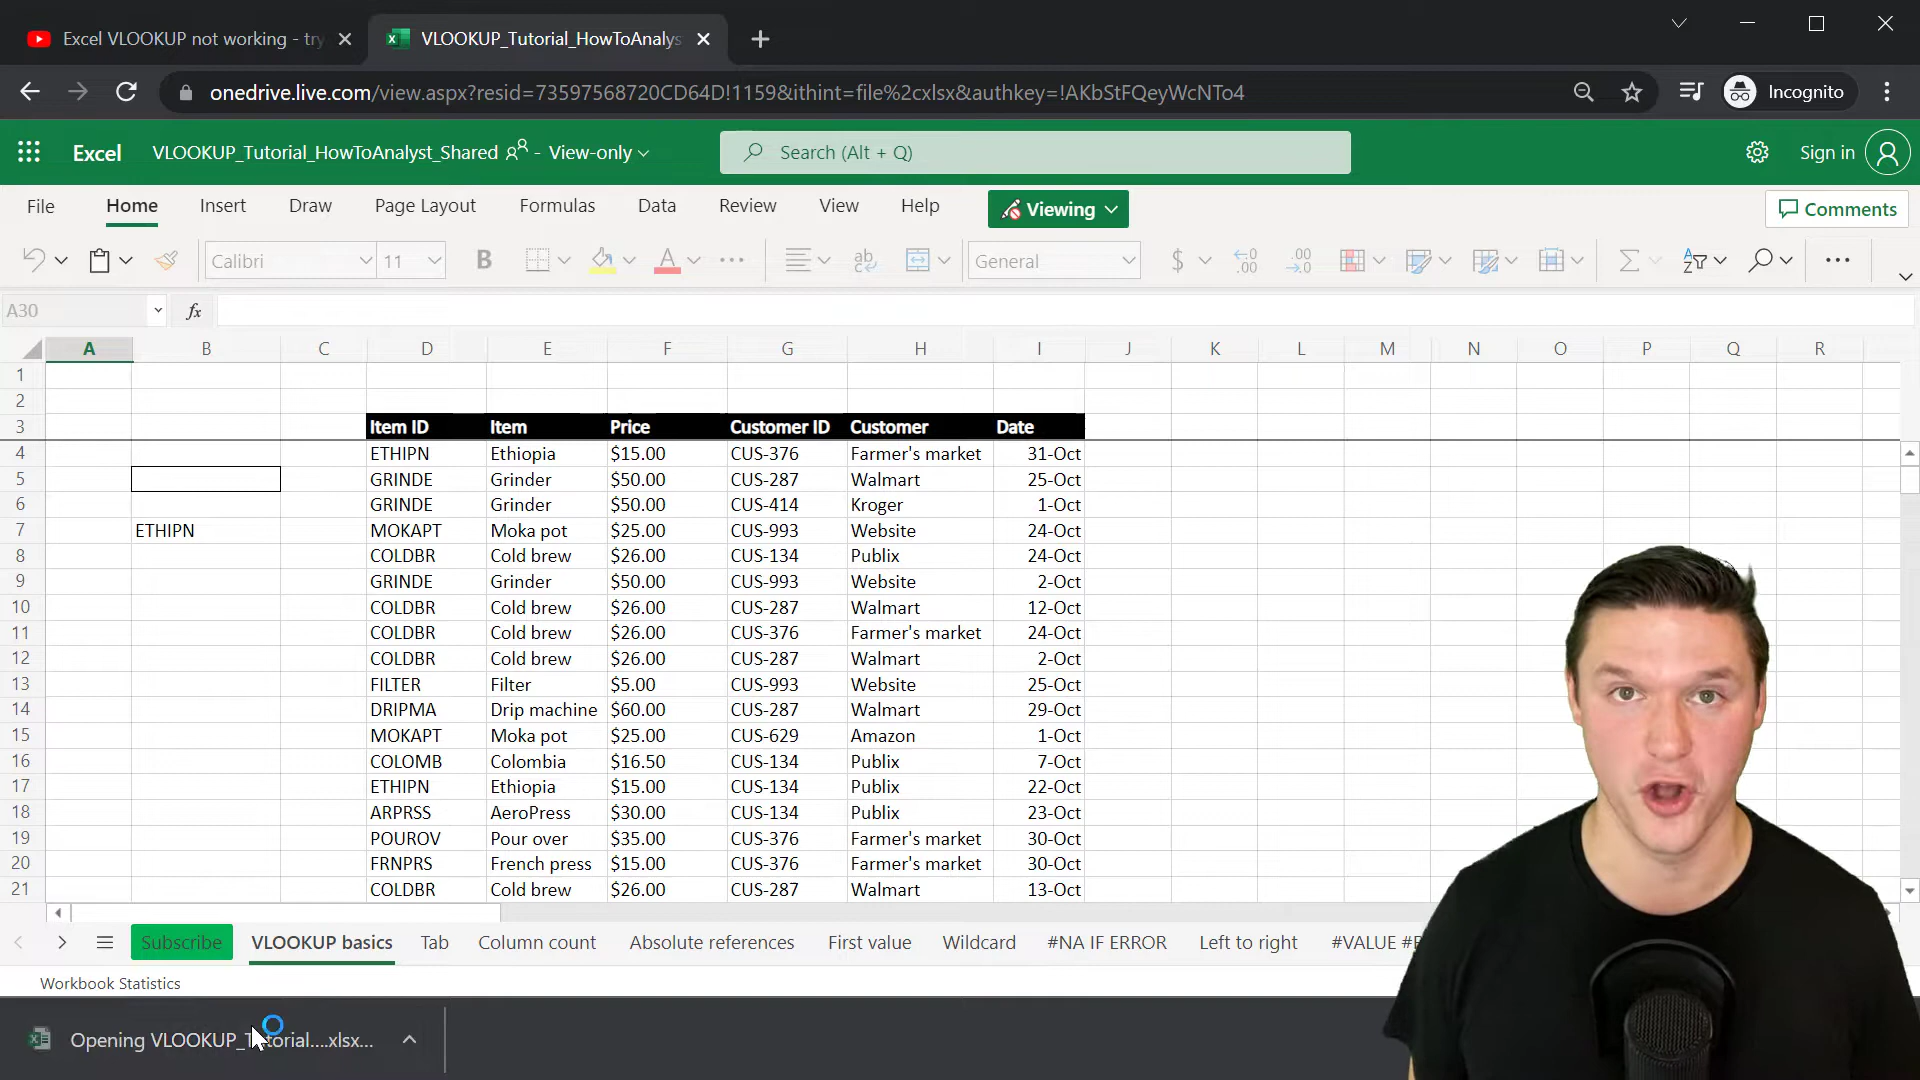 Excel VLOOKUP not working - try
VLOOKUP_Tutorial_HowToAnalys
onedrive.live.com/view.aspx?resid=73597568720CD64D!1159&ithint=file%2cxlsx&authkey=!AKbStFQeyWcNTo4
Incognito
Excel
VLOOKUP_Tutorial_HowToAnalyst_Shared - View-only
Search (Alt + Q)
Sign in
File Home Insert Draw Page Layout Formulas Data Review View Help
Viewing
Comments
Calibri 11 B A ab General $ .00 .00
A30 fx
A B C D E F G H I J K L M N O P Q R
1
2
3 Item ID Item Price Customer ID Customer Date
4 ETHIPN Ethiopia $15.00 CUS-376 Farmer's market 31-Oct
5 GRINDE Grinder $50.00 CUS-287 Walmart 25-Oct
6 GRINDE Grinder $50.00 CUS-414 Kroger 1-Oct
7 ETHIPN MOKAPT Moka pot $25.00 CUS-993 Website 24-Oct
8 COLDBR Cold brew $26.00 CUS-134 Publix 24-Oct
9 GRINDE Grinder $50.00 CUS-993 Website 2-Oct
10 COLDBR Cold brew $26.00 CUS-287 Walmart 12-Oct
11 COLDBR Cold brew $26.00 CUS-376 Farmer's market 24-Oct
12 COLDBR Cold brew $26.00 CUS-287 Walmart 2-Oct
13 FILTER Filter $5.00 CUS-993 Website 25-Oct
14 DRIPMA Drip machine $60.00 CUS-287 Walmart 29-Oct
15 MOKAPT Moka pot $25.00 CUS-629 Amazon 1-Oct
16 COLOMB Colombia $16.50 CUS-134 Publix 7-Oct
17 ETHIPN Ethiopia $15.00 CUS-134 Publix 22-Oct
18 ARPRSS AeroPress $30.00 CUS-134 Publix 23-Oct
19 POUROV Pour over $35.00 CUS-376 Farmer's market 30-Oct
20 FRNPRS French press $15.00 CUS-376 Farmer's market 30-Oct
21 COLDBR Cold brew $26.00 CUS-287 Walmart 13-Oct
Subscribe VLOOKUP basics Tab Column count Absolute references First value Wildcard #NA IF ERROR Left to right #VALUE
Workbook Statistics
Opening VLOOKUP_Tutorial....xlsx...